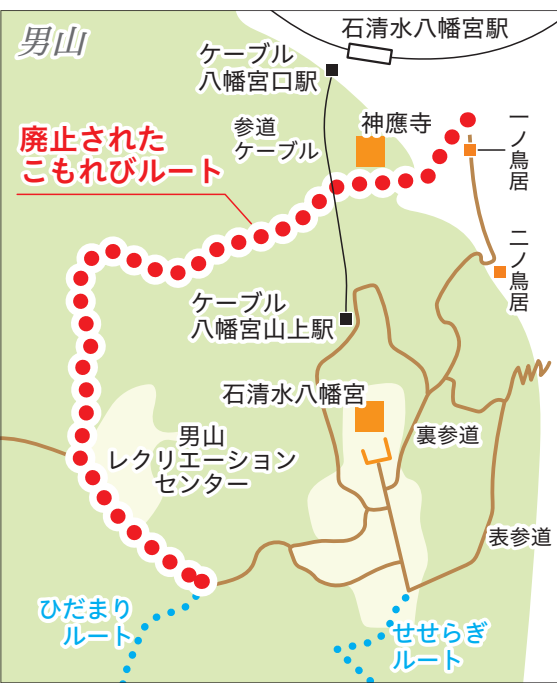 男山
石清水八幡宮駅
ケーブル
八幡宮口駅
参道
ケーブル
神應寺
一ノ鳥居
廃止された
こもれびルート
二ノ鳥居
ケーブル
八幡宮山上駅
石清水八幡宮
裏参道
男山
レクリエーション
センター
表参道
ひだまり
ルート
せせらぎ
ルート